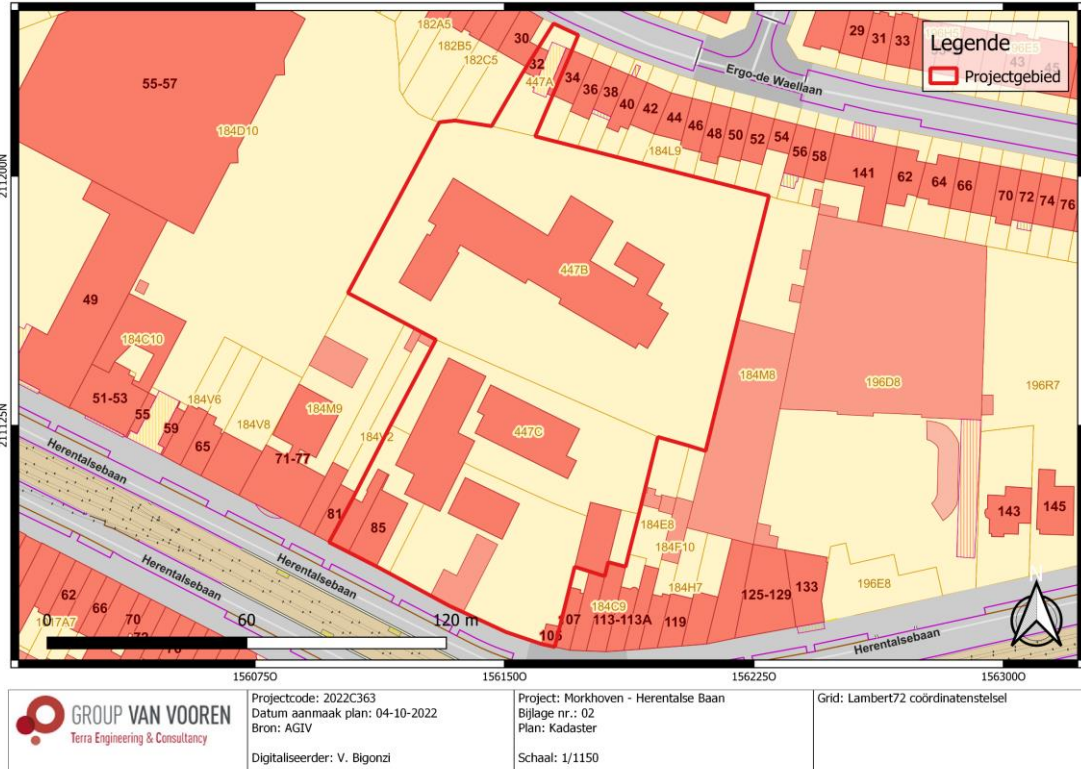 182A5
182B5
182C5
30
32
447A
34
36
38
40
42
44
46
48
50
52
54
56
58
141
62
64
66
70
72
74
76
29
31
33
43
45
Legende
Projectgebied
Ergo-de Waellaan
55-57
184D10
184L9
211200N
447B
49
184C10
184M8
196D8
196R7
51-53
55
59
184V6
65
184V8
184M9
71-77
184V2
447C
211125N
Herentalsebaan
81
85
Herentalsebaan
184E8
184F10
184H7
143
145
107
184C9
113-113A
119
125-129
133
196E8
Herentalsebaan
Herentalsebaan
62
66
70
0
60
120 m
N
1560750
1561500
1562250
1563000
GROUP VAN VOOREN
Terra Engineering & Consultancy
Projectcode: 2022C363
Datum aanmaak plan: 04-10-2022
Bron: AGIV
Digitaliseerder: V. Bigonzi
Project: Morkhoven - Herentalse Baan
Bijlage nr.: 02
Plan: Kadaster
Schaal: 1/1150
Grid: Lambert72 coördinatenstelsel